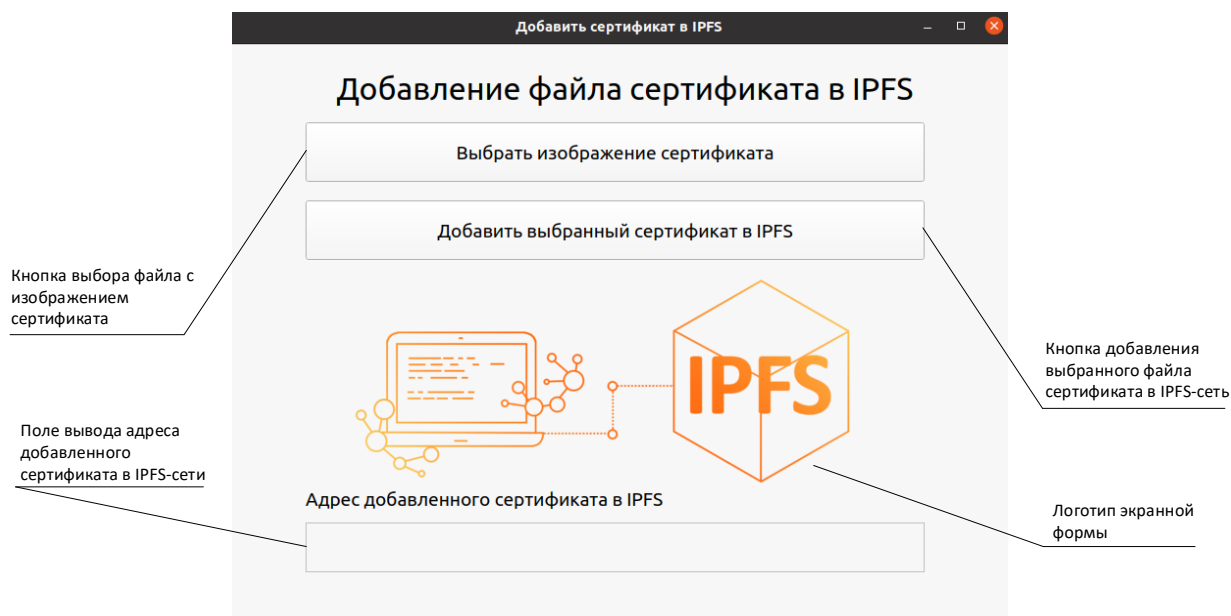 Добавить сертификат в IPFS
Добавление файла сертификата в IPFS
Выбрать изображение сертификата
Добавить выбранный сертификат в IPFS
Кнопка выбора файла с
изображением
сертификата
IPFS
Кнопка добавления
выбранного файла
сертификата в IPFS-сеть
Поле вывода адреса
добавленного
сертификата в IPFS-сети
Адрес добавленного сертификата в IPFS
Логотип экранной
формы